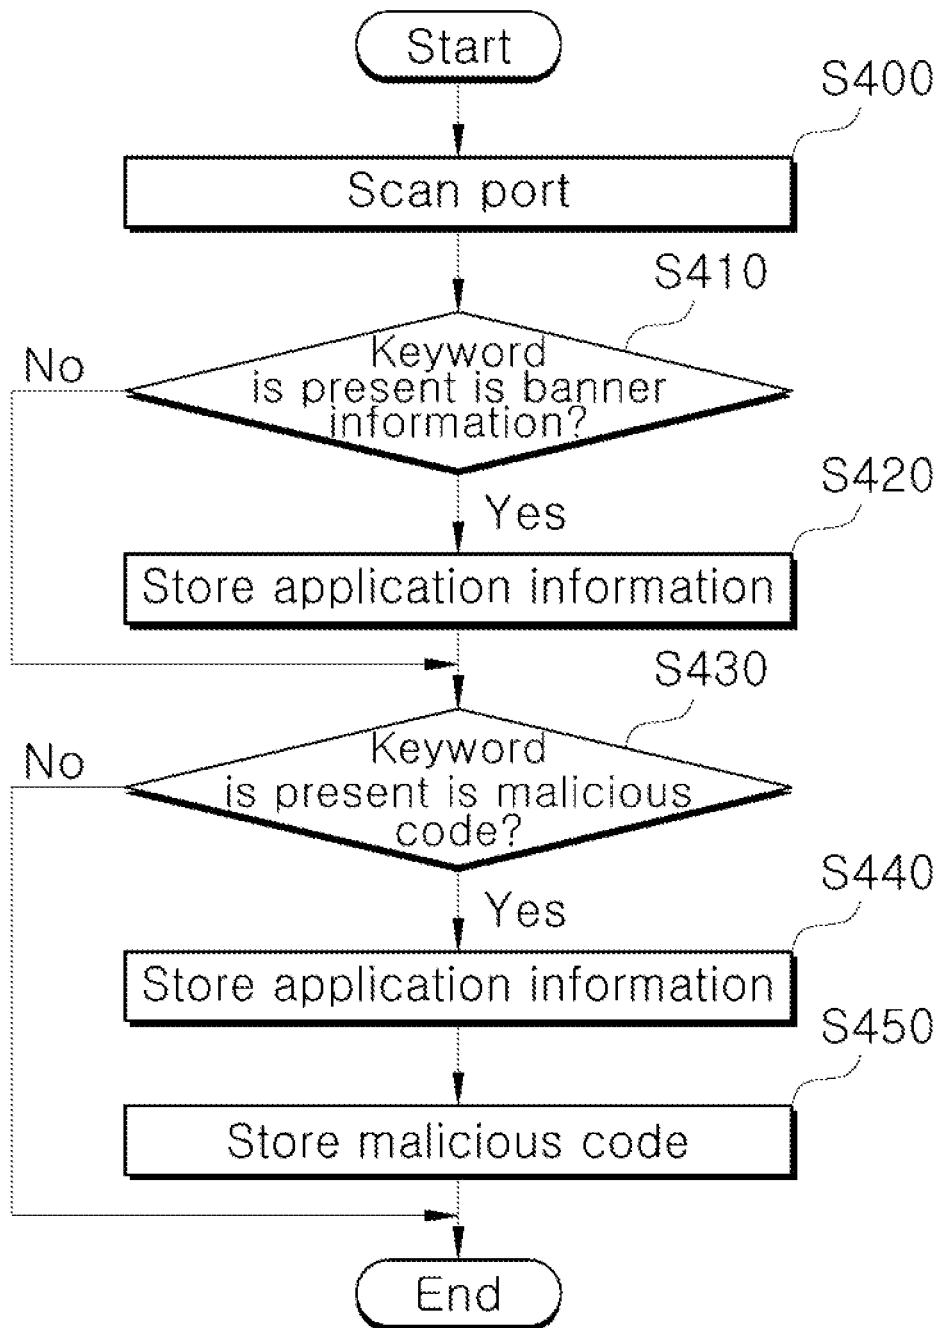 Start
S400
Scan port
S410
No
Keyword
is present is banner
information?
S420
Yes
Store application information
S430
No
Keyword
is present is malicious
code?
S440
Yes
Store application information
S450
Store malicious code
End